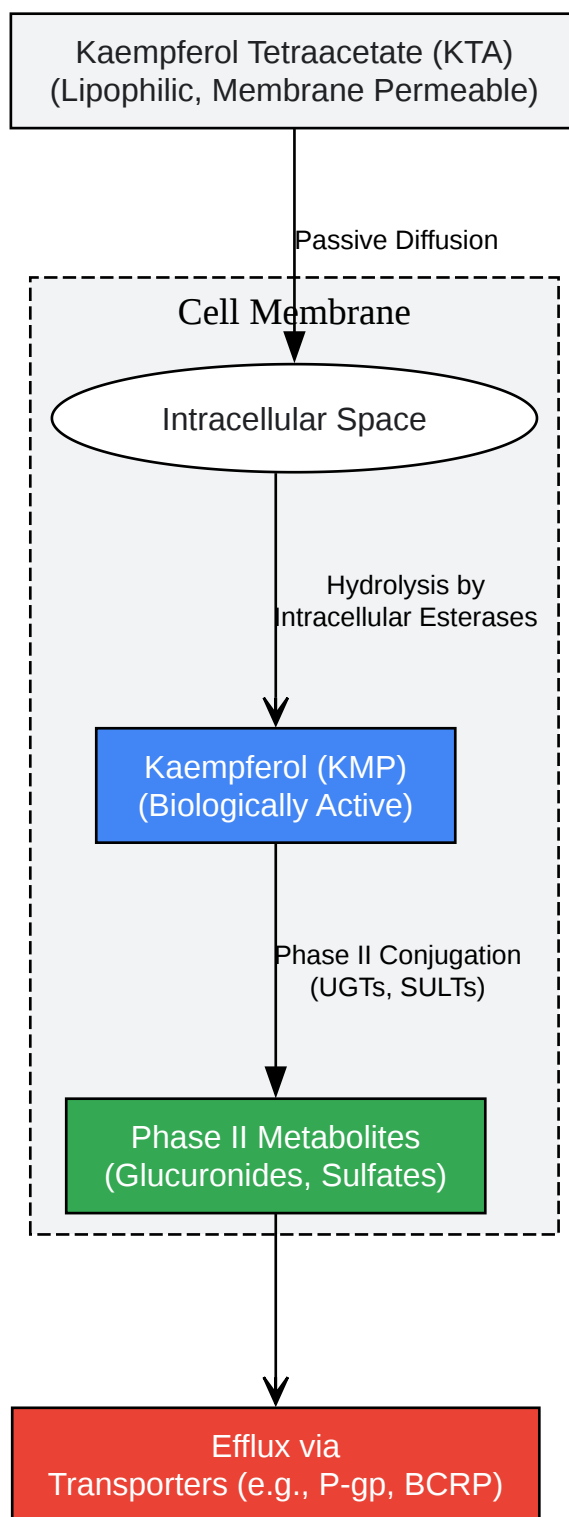 Kaempferol Tetraacetate (KTA)
(Lipophilic, Membrane Permeable)
Passive Diffusion
Cell Membrane
Intracellular Space
Hydrolysis by
Intracellular Esterases
Kaempferol (KMP)
(Biologically Active)
Phase II Conjugation
(UGTs, SULTs)
Phase II Metabolites
(Glucuronides, Sulfates)
Efflux via
Transporters (e.g., P-gp, BCRP)